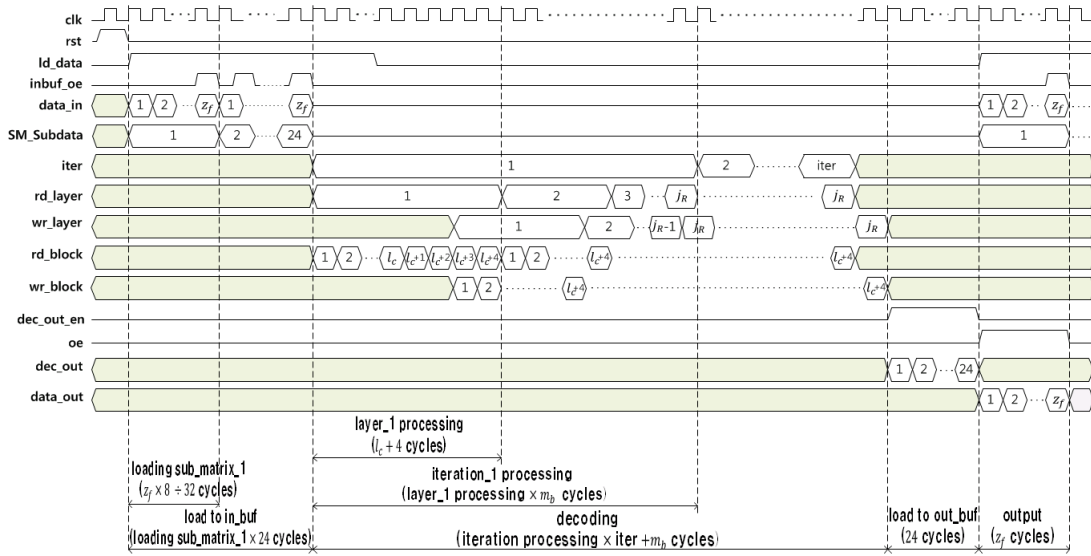 clk
rst
ld_data
inbuf_oe
data_in 1 2 z_f 1 z_f 1 2 z_f
SM_Subdata 1 2 24 1
iter 1 2 iter
rd_layer 1 2 3 j_R j_R
wr_layer 1 2 j_R-1 j_R j_R
rd_block 1 2 l_c l_c+1 l_c+2 l_c+3 l_c+4 1 2 l_c+4 l_c+4
wr_block 1 2 l_c+4 l_c+4
dec_out_en
oe
dec_out 1 2 24
data_out 1 2 z_f
layer_1 processing
(l_c + 4 cycles)
loading sub_matrix_1
(z_f × 8 ÷ 32 cycles)
iteration_1 processing
(layer_1 processing × m_b cycles)
load to in_buf
(loading sub_matrix_1 × 24 cycles)
decoding
(iteration processing × iter + m_b cycles)
load to out_buf
(24 cycles)
output
(z_f cycles)